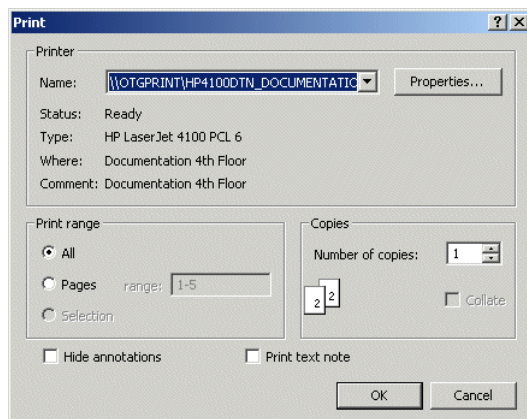 Print
Printer
Name: \\OTGPRINT\HP4100DTN_DOCUMENTATIO Properties...
Status: Ready
Type: HP LaserJet 4100 PCL 6
Where: Documentation 4th Floor
Comment: Documentation 4th Floor
Print range
All
Pages range: 1-5
Selection
Copies
Number of copies: 1
2 2
Collate
Hide annotations Print text note
OK Cancel